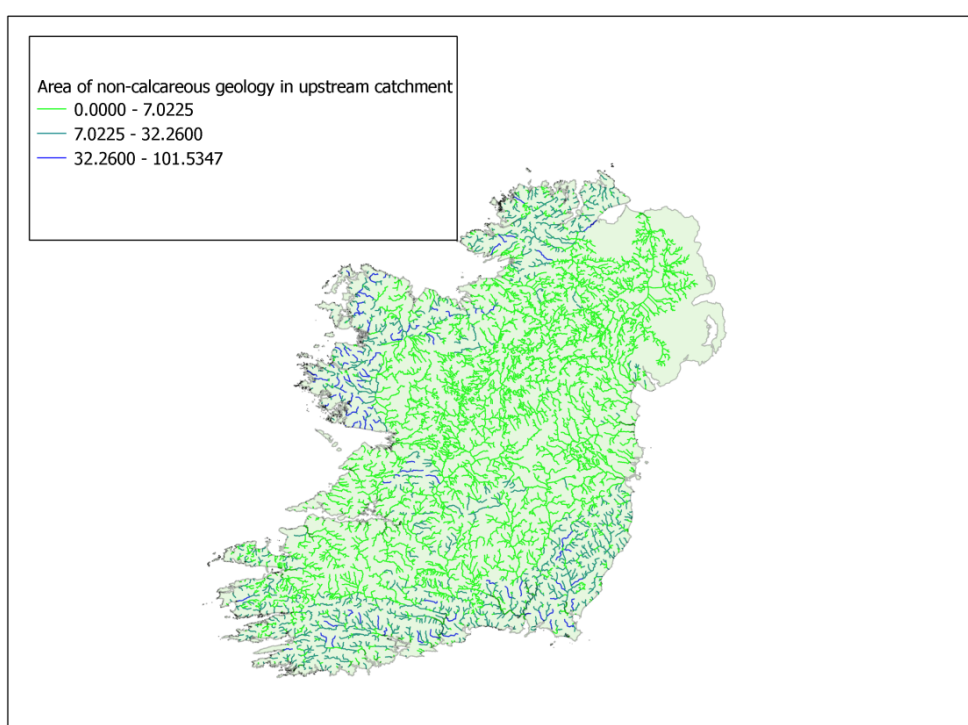 Area of non-calcareous geology in upstream catchment
0.0000 - 7.0225
7.0225 - 32.2600
32.2600 - 101.5347